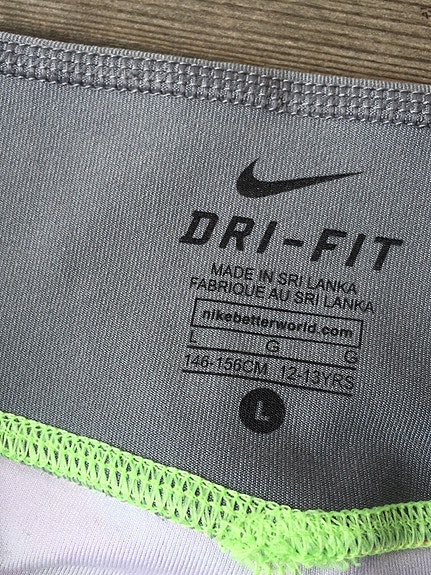 DRI-FIT
MADE IN SRI LANKA
FABRIQUE AU SRI LANKA
nikebetterworld.com
L G G
146-156CM 12-13YRS
L